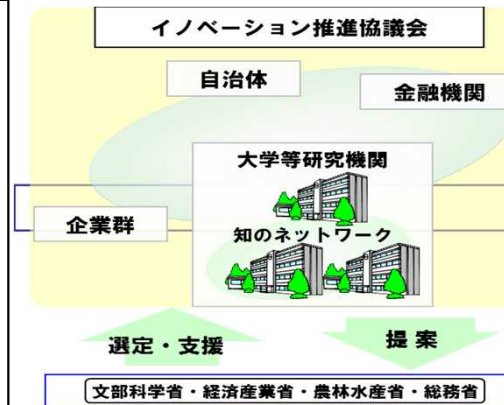 イノベーション推進協議会
自治体
金融機関
大学等研究機関
企業群
知のネットワーク
選定・支援
提案
文部科学省・経済産業省・農林水産省・総務省